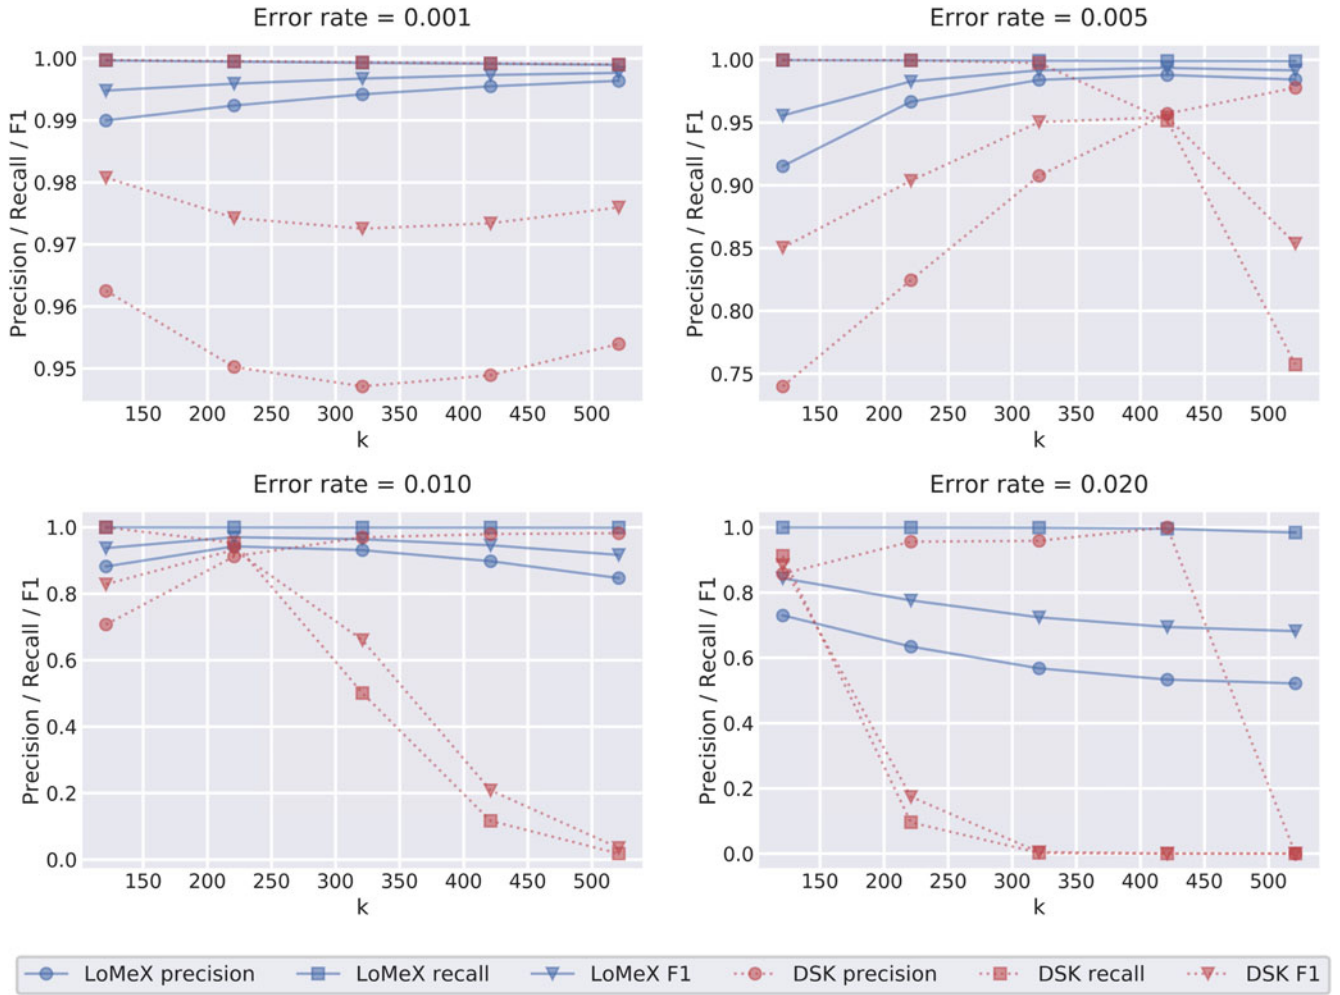 Error rate = 0.001
Error rate = 0.005
1.00
0.99
0.98
0.97
0.96
0.95
150 200 250 300 350 400 450 500
k
Precision / Recall / F1
1.00
0.95
0.90
0.85
0.80
0.75
150 200 250 300 350 400 450 500
k
Precision / Recall / F1
Error rate = 0.010
Error rate = 0.020
1.0
0.8
0.6
0.4
0.2
0.0
150 200 250 300 350 400 450 500
k
Precision / Recall / F1
1.0
0.8
0.6
0.4
0.2
0.0
150 200 250 300 350 400 450 500
k
Precision / Recall / F1
LoMeX precision LoMeX recall LoMeX F1 DSK precision DSK recall DSK F1